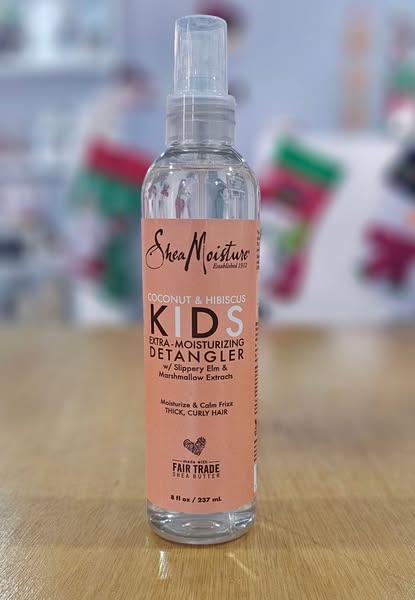 SheaMoisture®
Established 1912
COCONUT & HIBISCUS
KIDS
EXTRA-MOISTURIZING
DETANGLER
w/ Slippery Elm &
Marshmallow Extracts
Moisturize & Calm Frizz
THICK, CURLY HAIR
made with
FAIR TRADE
SHEA BUTTER
8 fl oz / 237 mL